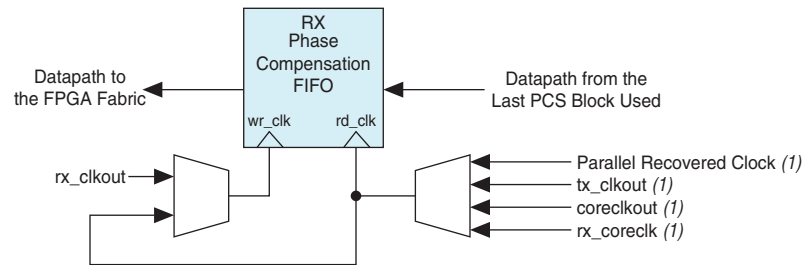 RX
Phase
Compensation
FIFO
Datapath to
the FPGA Fabric
Datapath from the
Last PCS Block Used
wr_clk
rd_clk
rx_clkout
Parallel Recovered Clock (1)
tx_clkout (1)
coreclkout (1)
rx_coreclk (1)